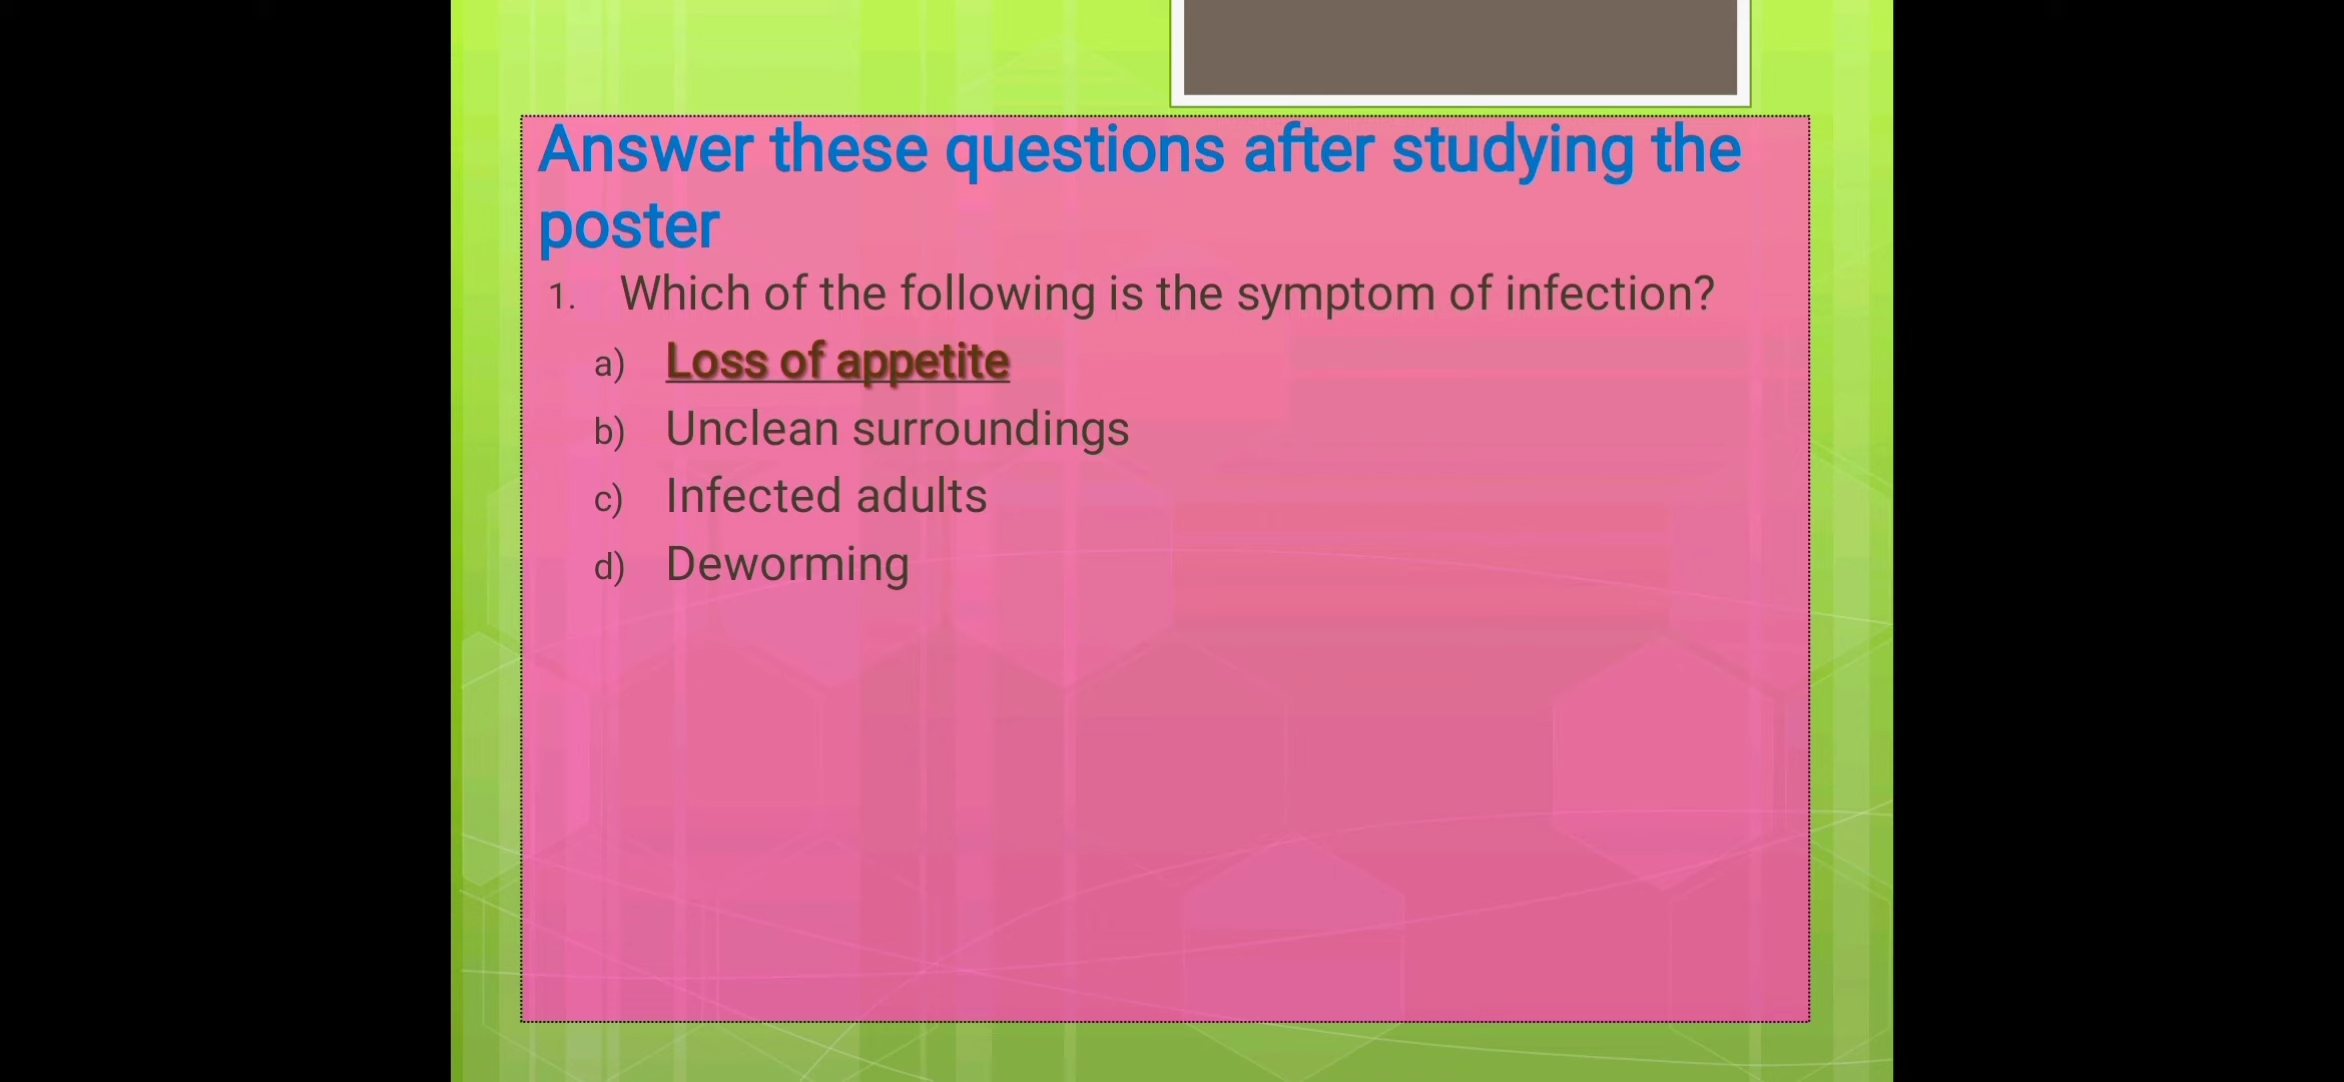 Answer these questions after studying the
poster
1. Which of the following is the symptom of infection?
a) Loss of appetite
b) Unclean surroundings
c) Infected adults
d) Deworming